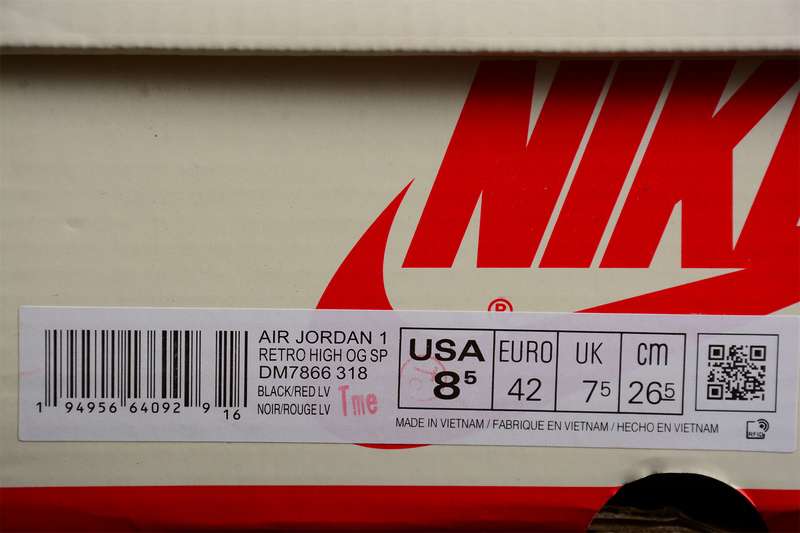 NIK
®
AIR JORDAN 1
RETRO HIGH OG SP
DM7866 318
BLACK/RED LV
NOIR/ROUGE LV
Tme
1 94956 64092 9 16
USA
8⁵
EURO
42
UK
7⁵
cm
26⁵
MADE IN VIETNAM / FABRIQUE EN VIETNAM / HECHO EN VIETNAM
RFID